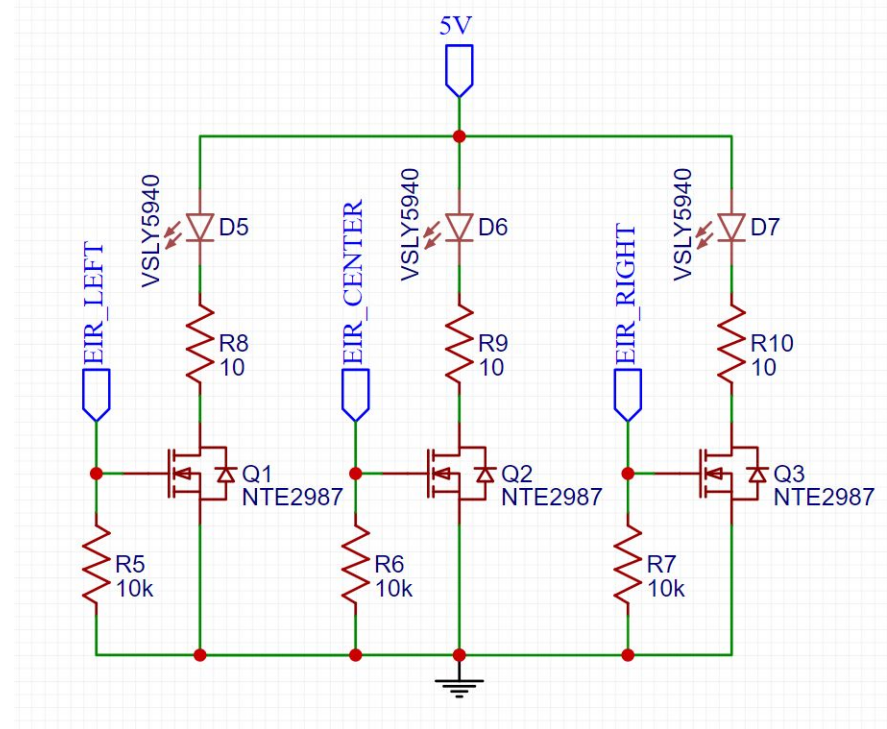 5V
VSLY5940
D5
VSLY5940
D6
VSLY5940
D7
EIR_LEFT
EIR_CENTER
EIR_RIGHT
R8
10
R9
10
R10
10
Q1
NTE2987
Q2
NTE2987
Q3
NTE2987
R5
10k
R6
10k
R7
10k